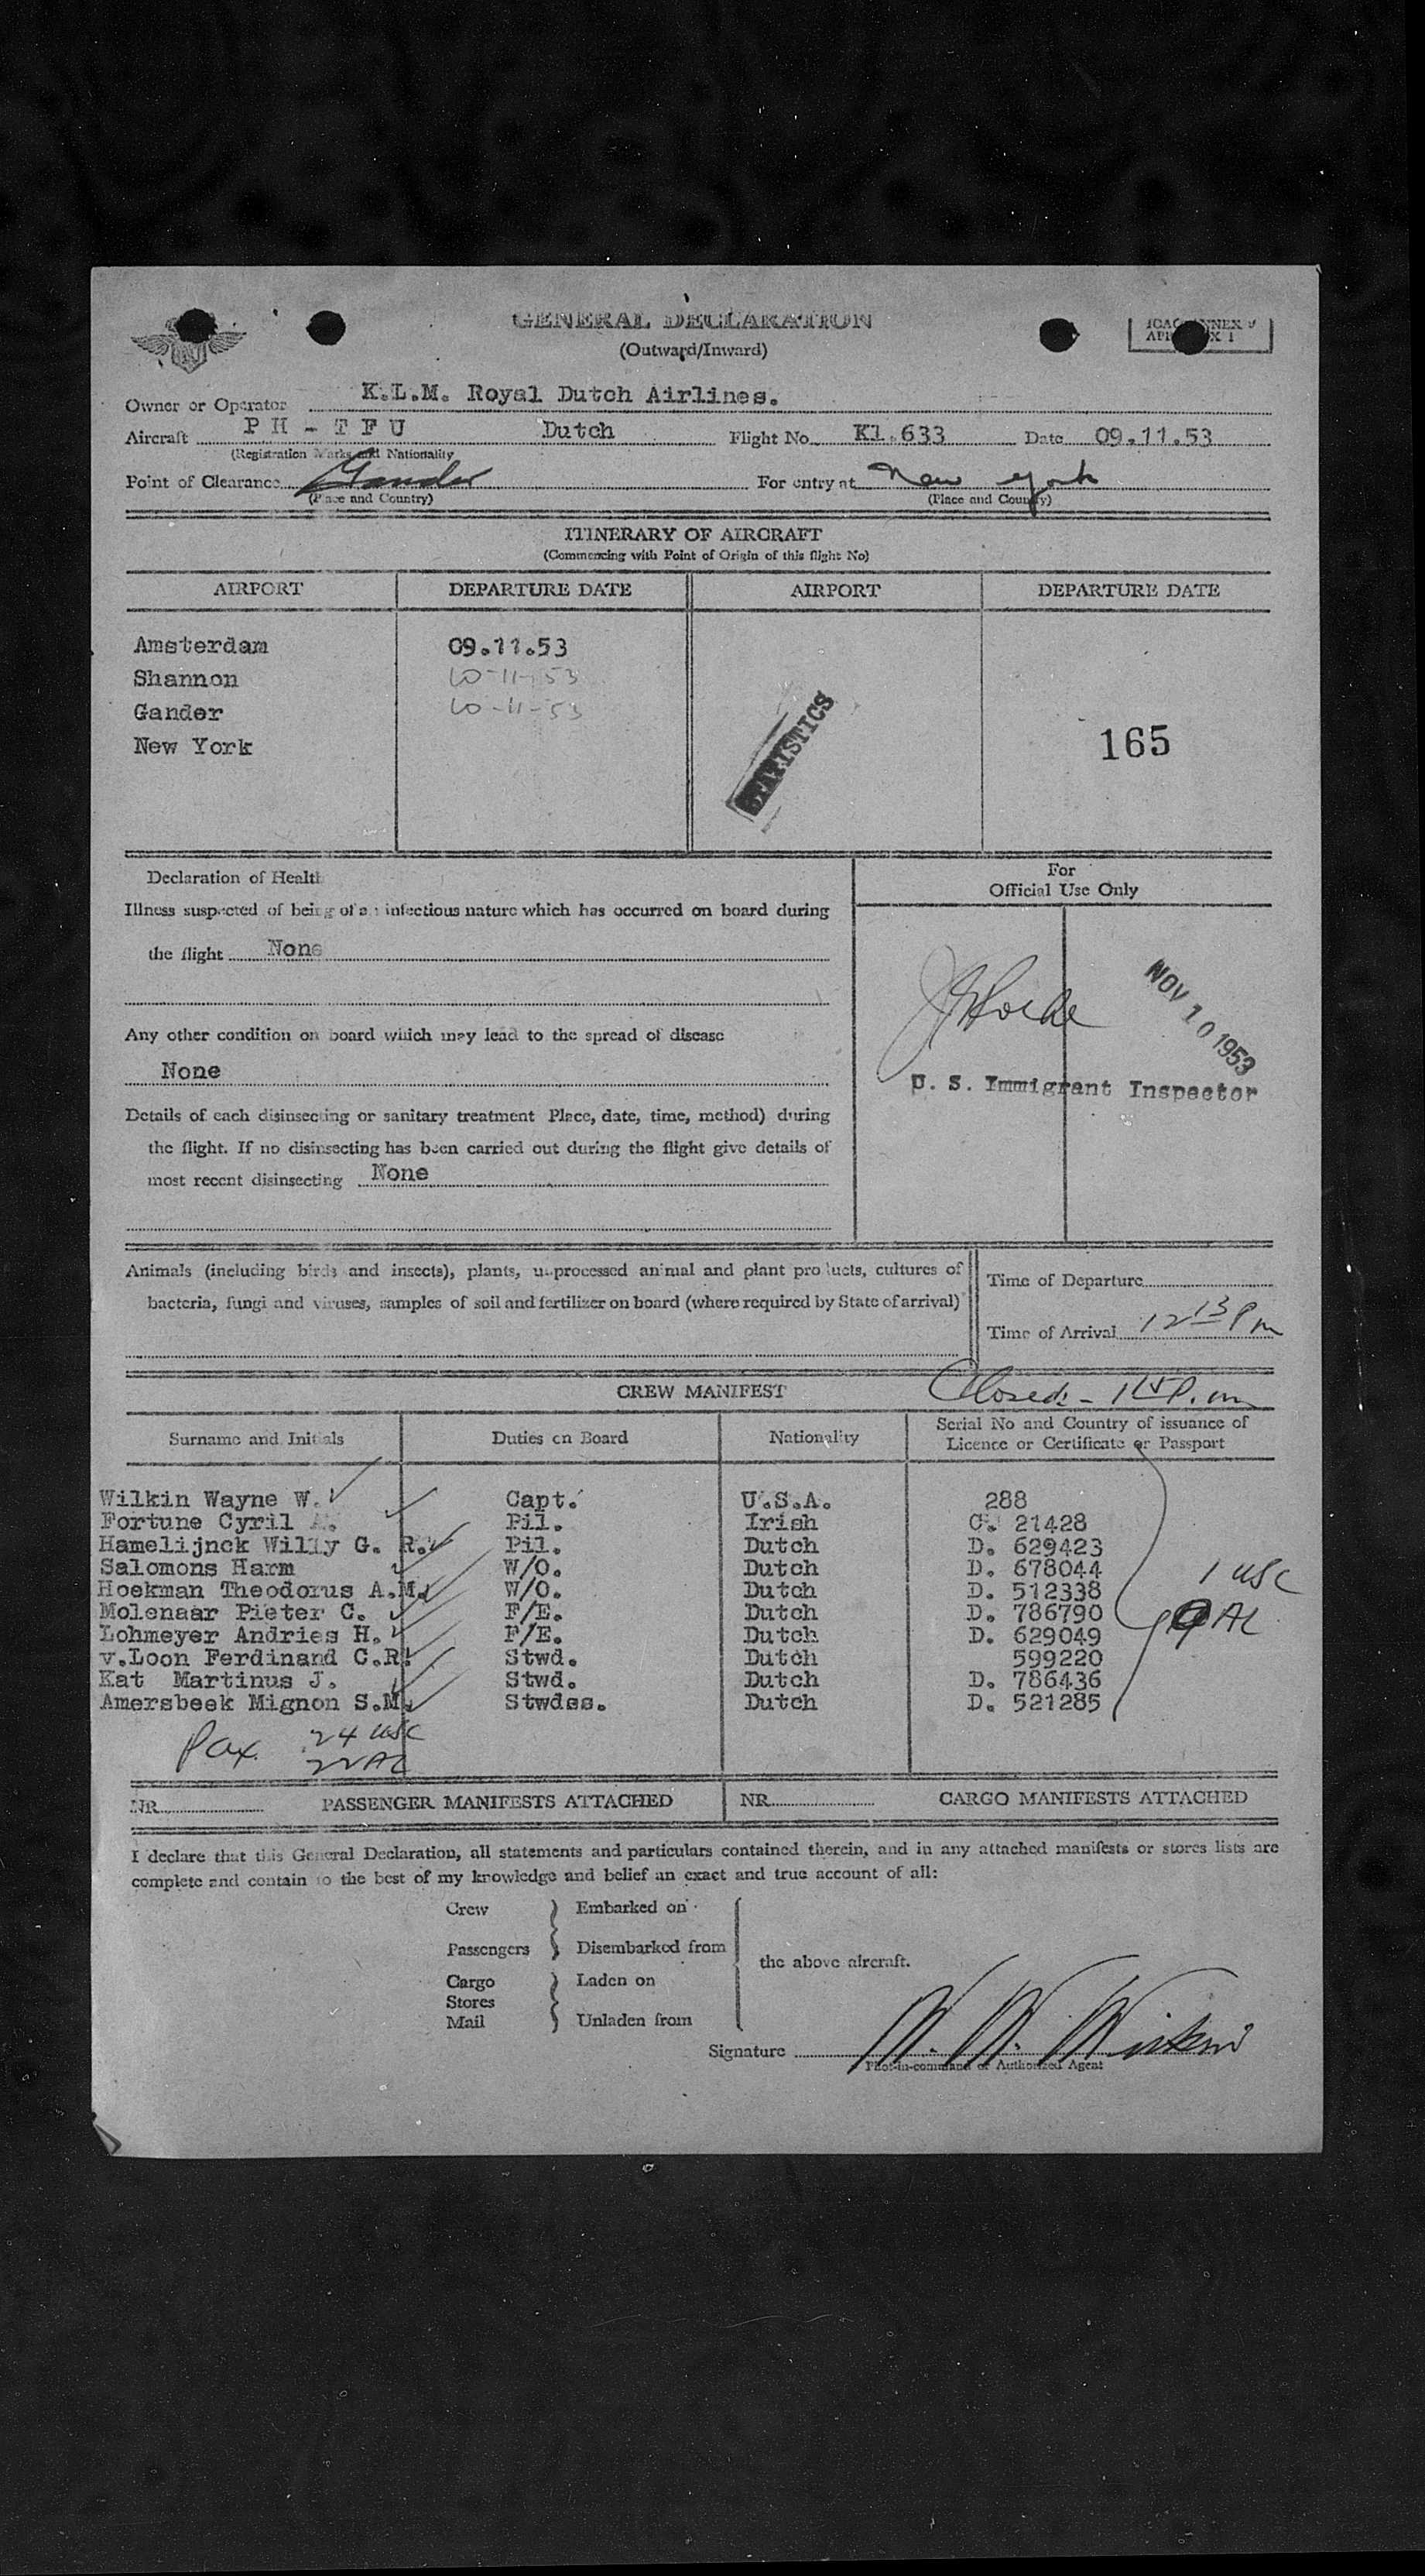 GENERAL DECLARATION
(Outward/Inward)
ICAO ANNEX 9
Owner or Operator K.L.M. Royal Dutch Airlines.
Aircraft PH - TFU Dutch Flight No. Kl.633 Date 09.11.53
(Registration Marks and Nationality
Point of Clearance Gander For entry at New York
(Place and Country) (Place and Country)
ITINERARY OF AIRCRAFT
(Commencing with Point of Origin of this flight No)
AIRPORT DEPARTURE DATE AIRPORT DEPARTURE DATE
Amsterdam 09.11.53
Shannon 10-11-53
Gander 10-11-53
New York
STATISTICS
165
Declaration of Health
Illness suspected of being of an infectious nature which has occurred on board during
the flight None
Any other condition on board which may lead to the spread of disease
None
Details of each disinsecting or sanitary treatment Place, date, time, method) during
the flight. If no disinsecting has been carried out during the flight give details of
most recent disinsecting None
For
Official Use Only
NOV 10 1953
U. S. Immigrant Inspector
Animals (including birds and insects), plants, unprocessed animal and plant products, cultures of
bacteria, fungi and viruses, samples of soil and fertilizer on board (where required by State of arrival)
Time of Departure
Time of Arrival 12 13 Pm
CREW MANIFEST
Closed - 1 15 P.m
Surname and Initials Duties on Board Nationality Serial No and Country of issuance of
Licence or Certificate or Passport
Wilkin Wayne W. Capt. U.S.A. 288
Fortune Cyril Pil. Irish C. 21428
Hamelijnck Willy G. R. Pil. Dutch D. 629423
Salomons Harm W/O. Dutch D. 678044
Hoekman Theodorus A.M. W/O. Dutch D. 512338
Molenaar Pieter C. F/E. Dutch D. 786790
Lohmeyer Andries H. F/E. Dutch D. 629049
v.Loon Ferdinand C.R. Stwd. Dutch 599220
Kat Martinus J. Stwd. Dutch D. 786436
Amersbeek Mignon S.M. Stwdss. Dutch D. 521285
1 USC
9 AL
Pax 24 USC
22 AL
NR PASSENGER MANIFESTS ATTACHED NR CARGO MANIFESTS ATTACHED
I declare that this General Declaration, all statements and particulars contained therein, and in any attached manifests or stores lists are
complete and contain to the best of my knowledge and belief an exact and true account of all:
Crew Embarked on
Passengers Disembarked from
the above aircraft.
Cargo Laden on
Stores
Mail Unladen from
Signature W. W. Wilkin
Pilot-in-command or Authorized Agent